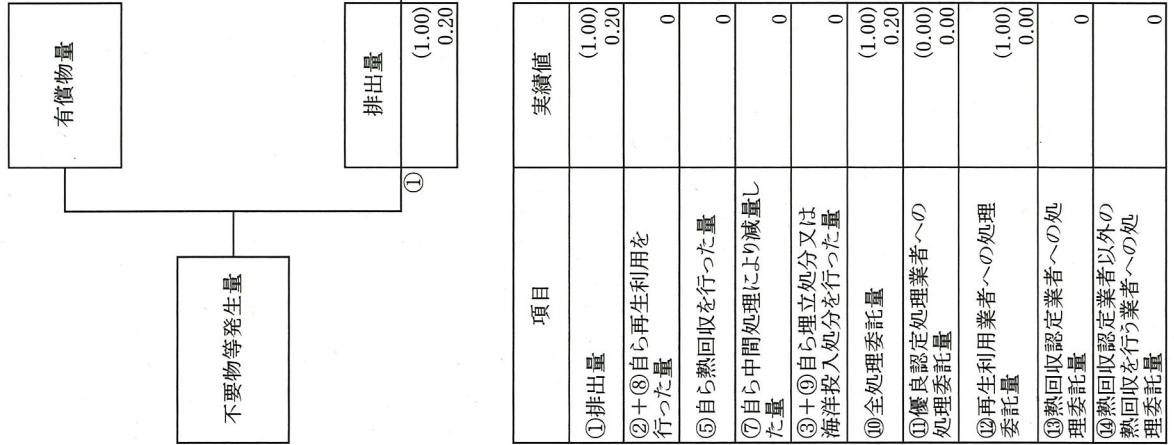 有償物量
不要物等発生量
排出量
①
(1.00)
0.20
項目
実績値
①排出量
(1.00)
0.20
②+⑧自ら再生利用を
行った量
0
⑤自ら熱回収を行った量
0
⑦自ら中間処理により減量し
た量
0
③+⑨自ら埋立処分又は
海洋投入処分を行った量
0
⑩全処理委託量
(1.00)
0.20
⑪優良認定処理業者への
処理委託量
(0.00)
0.00
⑫再生利用業者への処理
委託量
(1.00)
0.00
⑬熱回収認定業者への処
理委託量
0
⑭熱回収認定業者以外の
熱回収を行う業者への処
理委託量
0